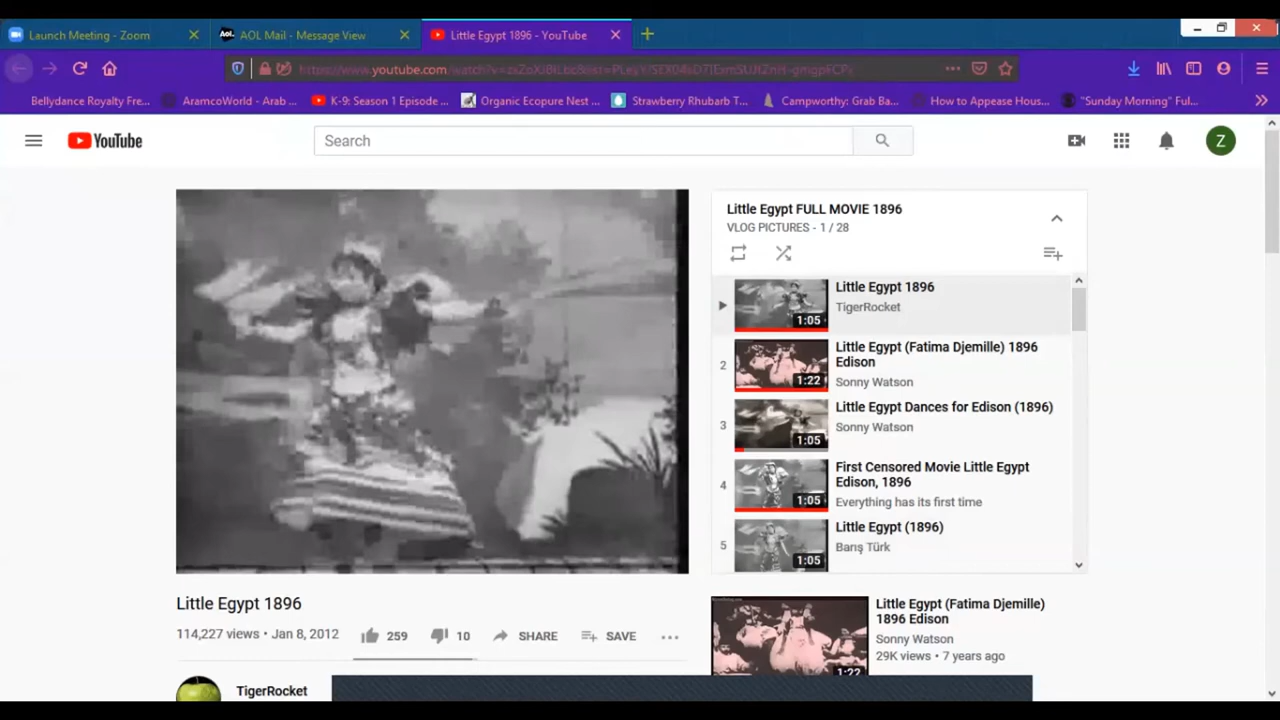 Launch Meeting - Zoom
AOL Mail - Message View
Little Egypt 1896 - YouTube
Bellydance Royalty Fre...
AramcoWorld - Arab ...
K-9: Season 1 Episode ...
Organic Ecopure Nest ...
Strawberry Rhubarb T...
Campworthy: Grab Ba...
How to Appease Hous...
"Sunday Morning" Ful...
YouTube
Search
Z
Little Egypt FULL MOVIE 1896
VLOG PICTURES - 1 / 28
Little Egypt 1896
TigerRocket
1:05
2
Little Egypt (Fatima Djemille) 1896
Edison
Sonny Watson
1:22
3
Little Egypt Dances for Edison (1896)
Sonny Watson
1:05
4
First Censored Movie Little Egypt
Edison, 1896
Everything has its first time
1:05
5
Little Egypt (1896)
Barış Türk
1:05
Little Egypt 1896
114,227 views • Jan 8, 2012
259
10
SHARE
SAVE
TigerRocket
Little Egypt (Fatima Djemille)
1896 Edison
Sonny Watson
29K views • 7 years ago
1:22